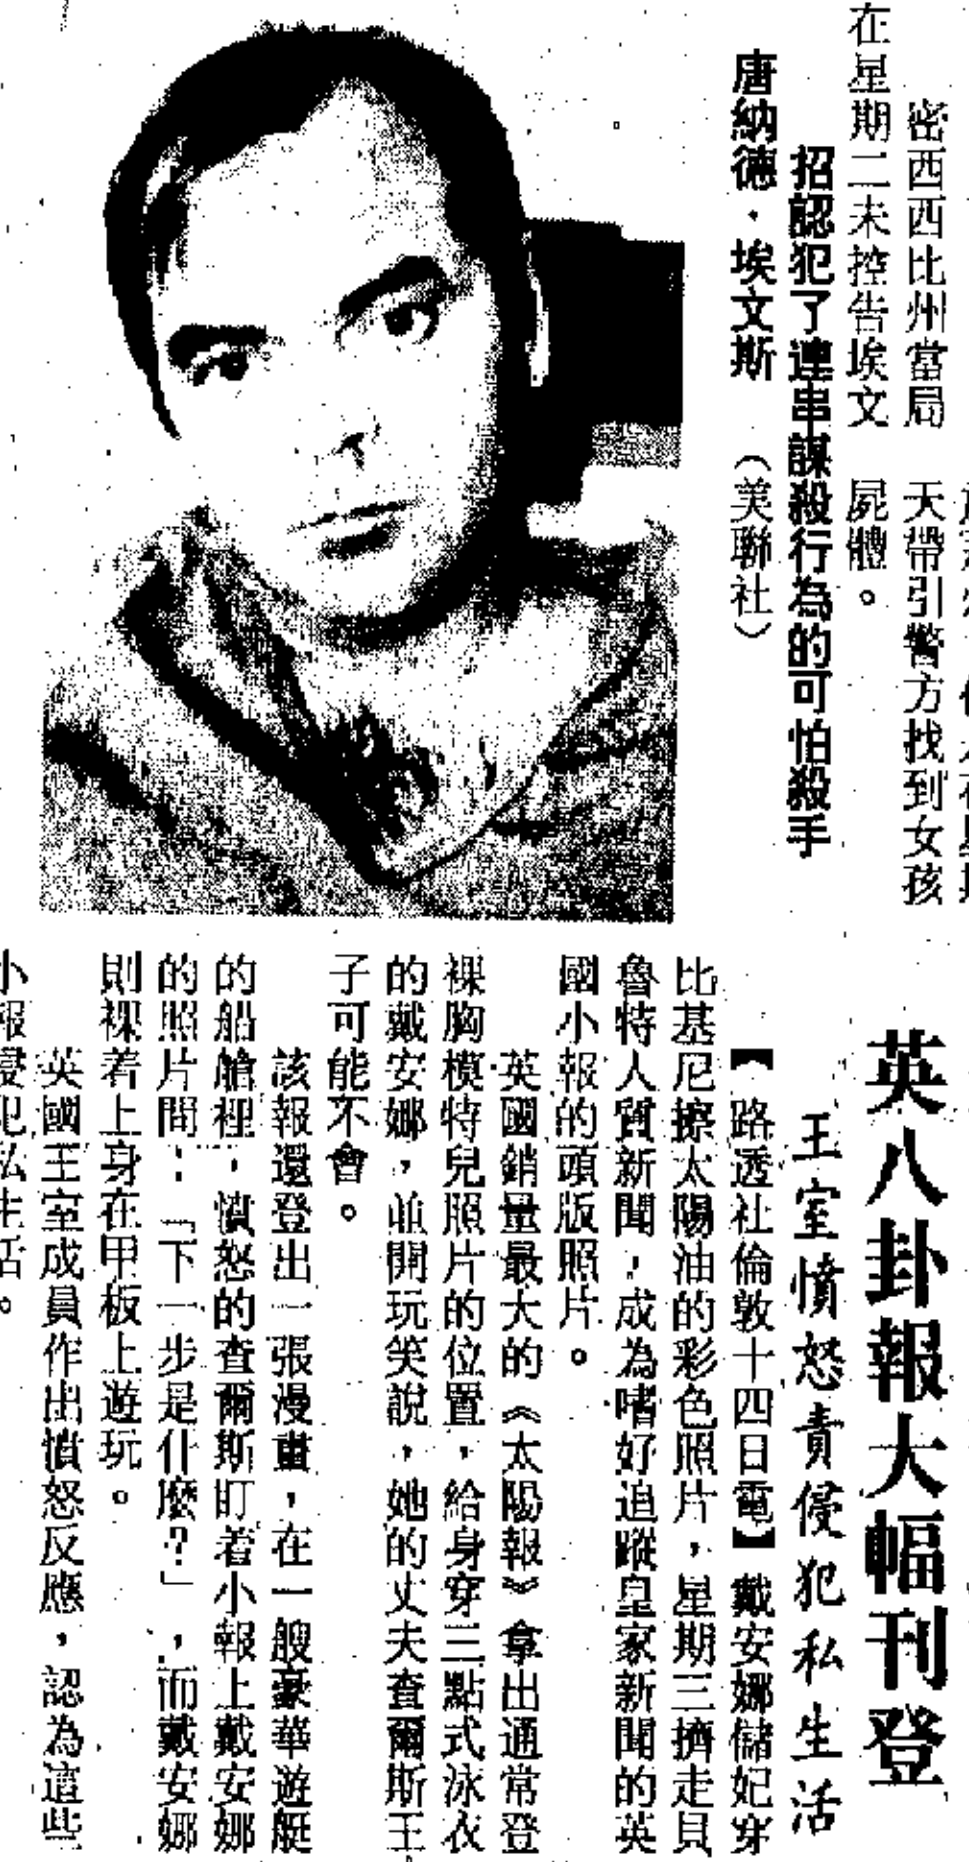 密西西比州當局
在星期二未控告埃文
天帶引警方找到女孩
屍體。
招認犯了連串謀殺行為的可怕殺手
唐納德·埃文斯　（美聯社）
英八卦報大幅刊登
王室憤怒責侵犯私生活
【路透社倫敦十四日電】戴安娜儲妃穿
比基尼擦太陽油的彩色照片，星期三擠走貝
魯特人質新聞，成為嗜好追蹤皇家新聞的英
國小報的頭版照片。
英國銷量最大的《太陽報》拿出通常登
裸胸模特兒照片的位置，給身穿三點式泳衣
的戴安娜，並開玩笑說，她的丈夫查爾斯王
子可能不會。
該報還登出一張漫畫，在一艘豪華遊艇
的船艙裡，憤怒的查爾斯盯着小報上戴安娜
的照片問：「下一步是什麼？」，而戴安娜
則裸着上身在甲板上遊玩。
英國王室成員作出憤怒反應，認為這些
小報侵犯私生活。